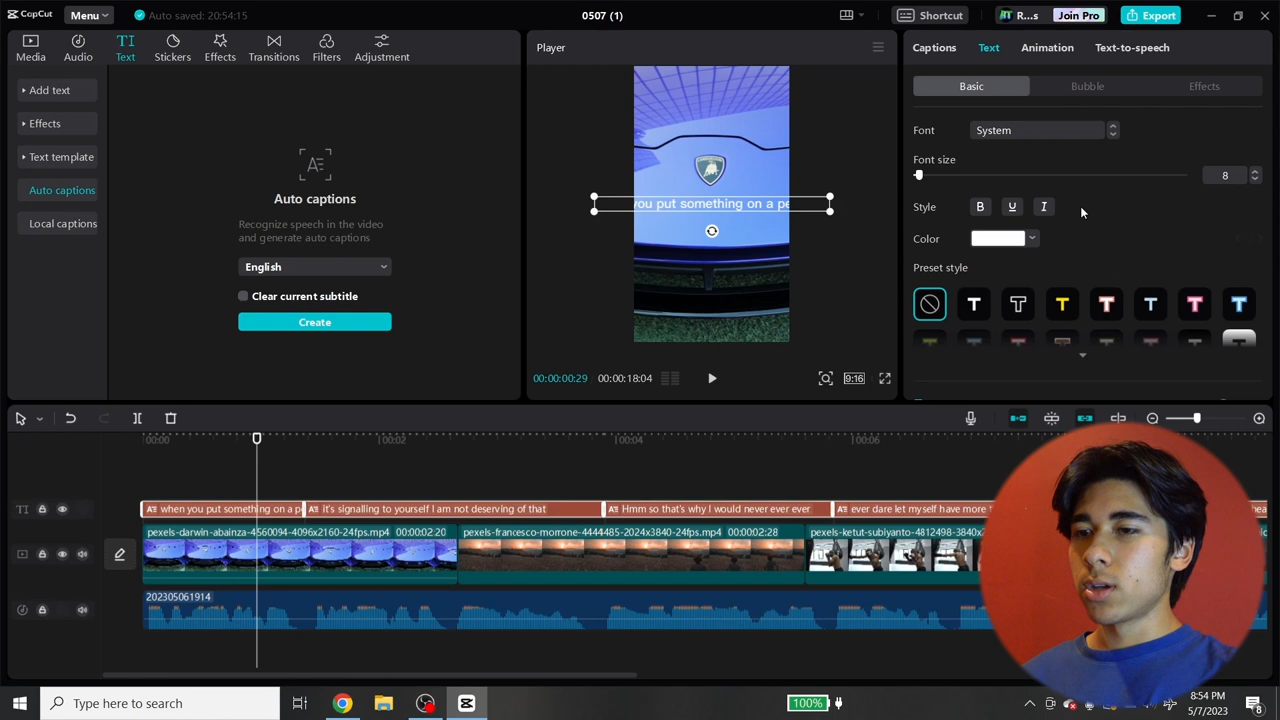 CapCut
Menu
Auto saved: 20:54:15
0507 (1)
Shortcut
R...s
Join Pro
Export
Media
Audio
Text
Stickers
Effects
Transitions
Filters
Adjustment
Add text
Effects
Text template
Auto captions
Local captions
Auto captions
Recognize speech in the video
and generate auto captions
English
Clear current subtitle
Create
Player
you put something on a pe
00:00:00:29
00:00:18:04
9:16
Captions
Text
Animation
Text-to-speech
Basic
Bubble
Effects
Font
System
Font size
8
Style
B
U
I
Color
Preset style
00:00
00:02
00:04
00:06
when you put something on a pe
it's signalling to yourself I am not deserving of that
Hmm so that's why I would never ever ever
ever dare let myself have more t
pexels-darwin-abainza-4560094-4096x2160-24fps.mp4 00:00:02:20
pexels-francesco-morrone-4444485-2024x3840-24fps.mp4 00:00:02:28
pexels-ketut-subiyanto-4812498-3840x
202305061914
Type here to search
100%
8:54 PM
5/7/2023
8